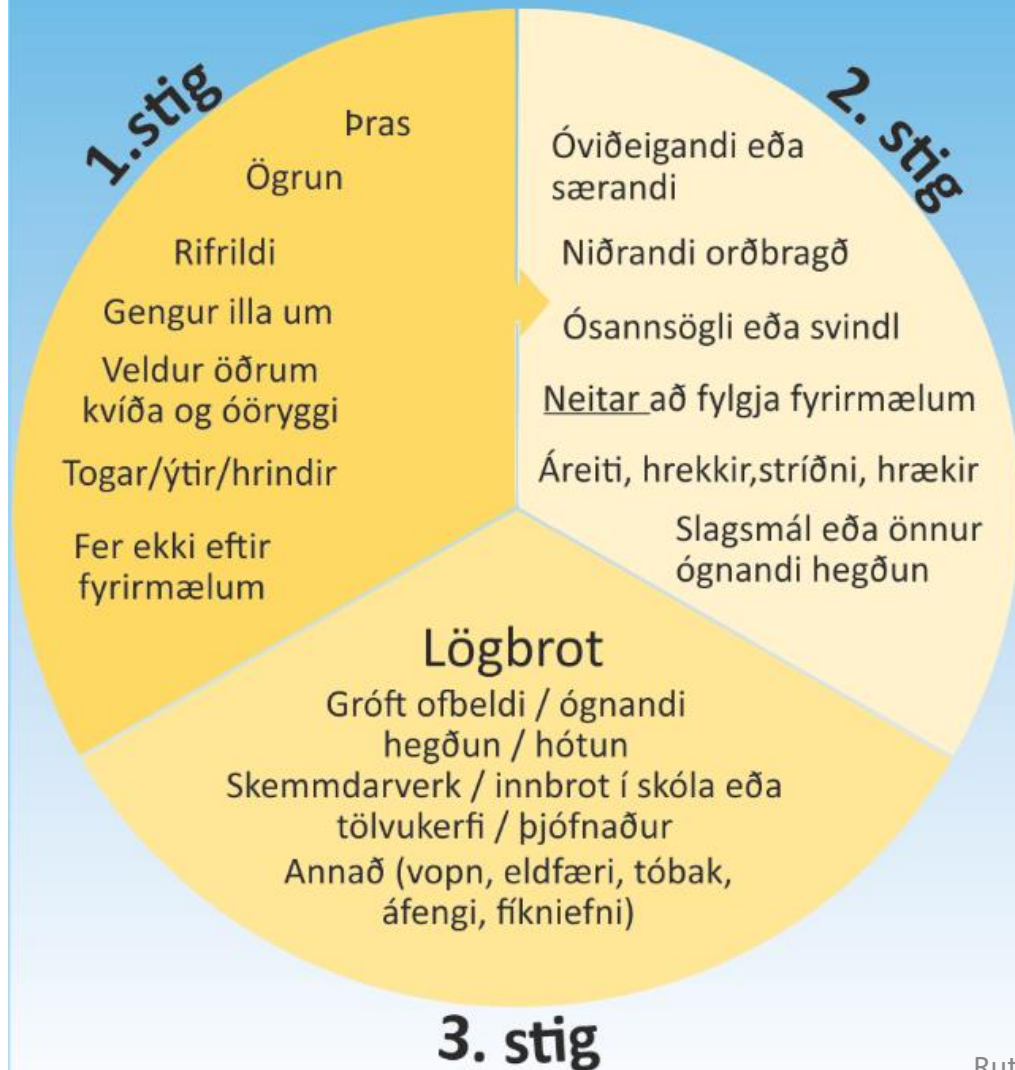 1.stig
Þras
Ögrun
Rifrildi
Gengur illa um
Veldur öðrum
kvíða og óöryggi
Togar/ýtir/hrindir
Fer ekki eftir
fyrirmælum
2. stig
Óviðeigandi eða
særandi
Niðrandi orðbragð
Ósannsögli eða svindl
Neitar að fylgja fyrirmælum
Áreiti, hrekkir,stríðni, hrækir
Slagsmál eða önnur
ógnandi hegðun
Lögbrot
Gróft ofbeldi / ógnandi
hegðun / hótun
Skemmdarverk / innbrot í skóla eða
tölvukerfi / þjófnaður
Annað (vopn, eldfæri, tóbak,
áfengi, fíkniefni)
3. stig
Rut